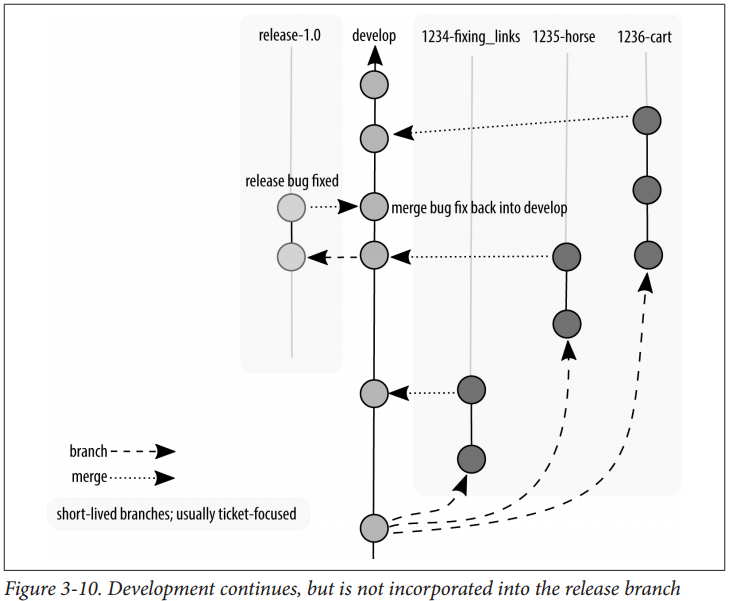 release-1.0
develop
1234-fixing_links
1235-horse
1236-cart
release bug fixed
merge bug fix back into develop
branch
merge
short-lived branches; usually ticket-focused
Figure 3-10. Development continues, but is not incorporated into the release branch